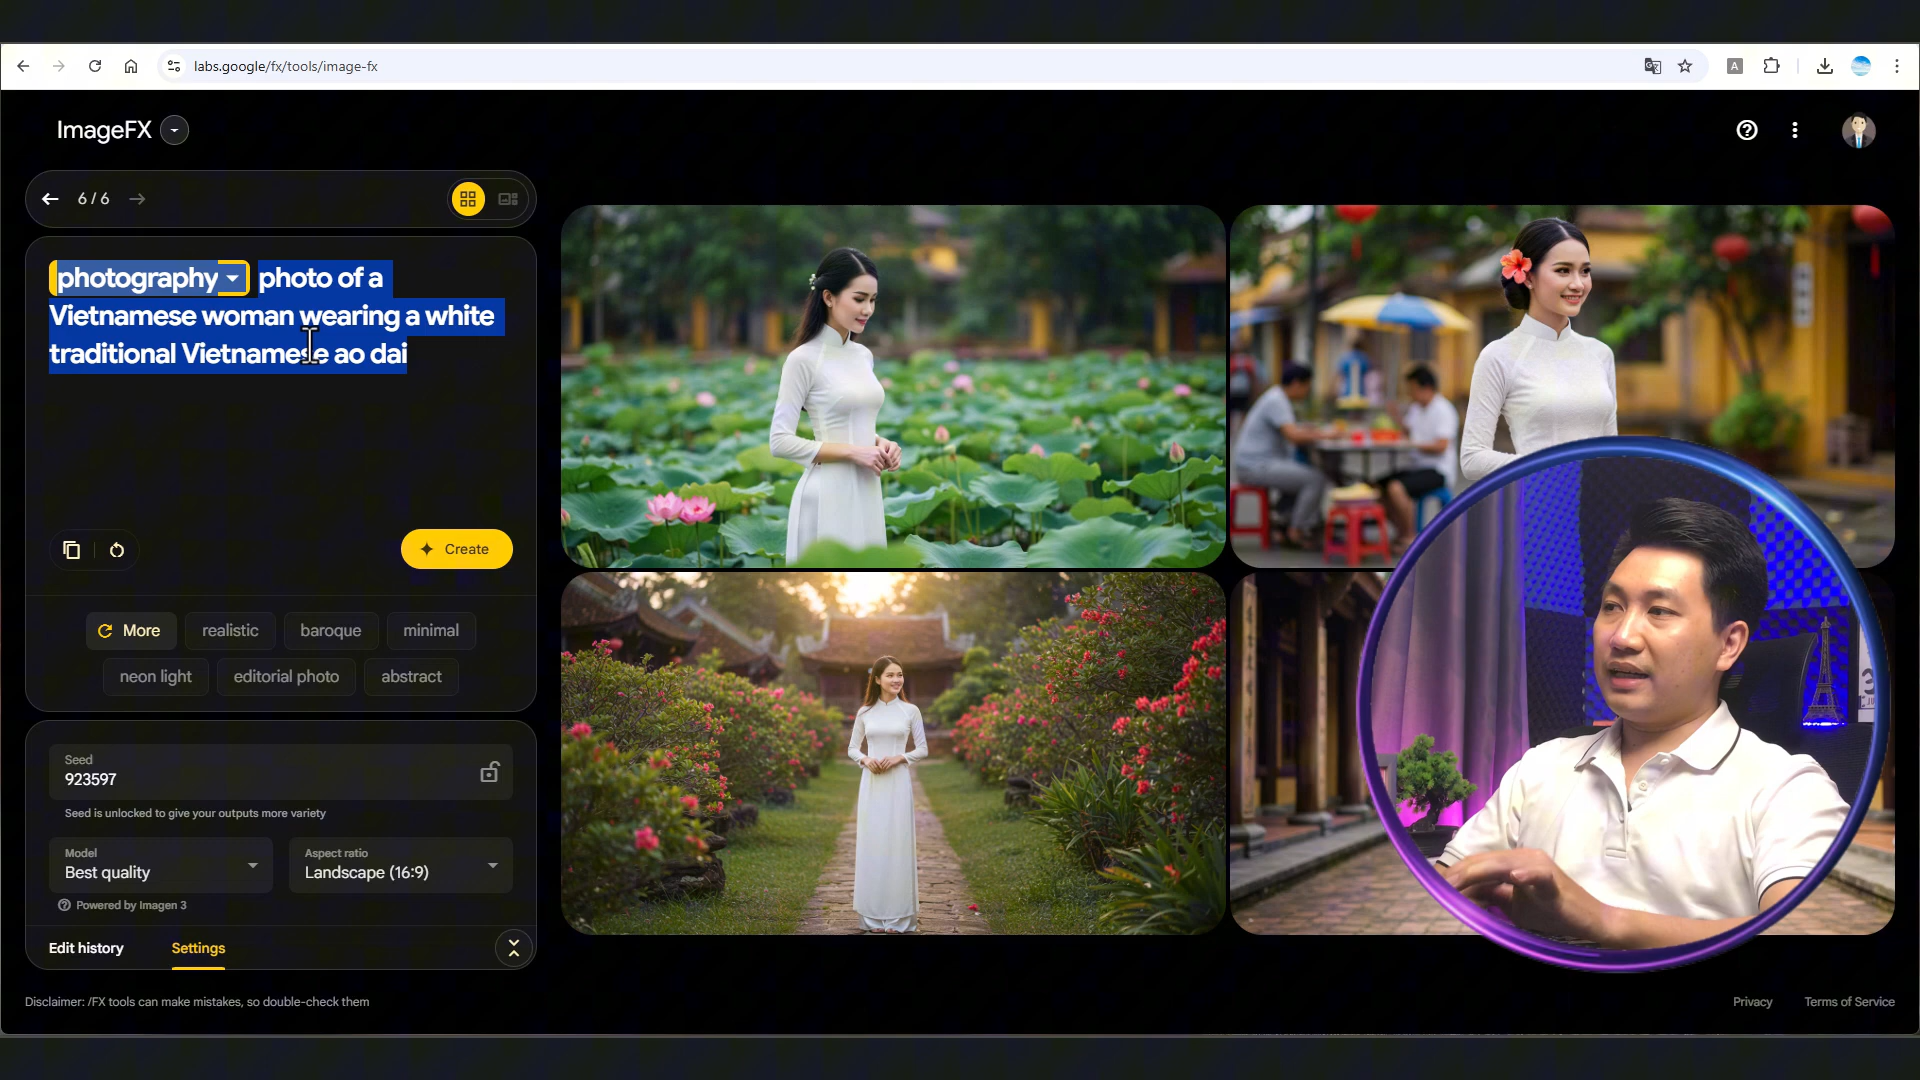 labs.google/fx/tools/image-fx
A
ImageFX
6 / 6
photography photo of a
Vietnamese woman wearing a white
traditional Vietnamese ao dai
Create
More
realistic
baroque
minimal
neon light
editorial photo
abstract
Seed
923597
Seed is unlocked to give your outputs more variety
Model
Best quality
Aspect ratio
Landscape (16:9)
Powered by Imagen 3
Edit history
Settings
Disclaimer: /FX tools can make mistakes, so double-check them
Privacy
Terms of Service